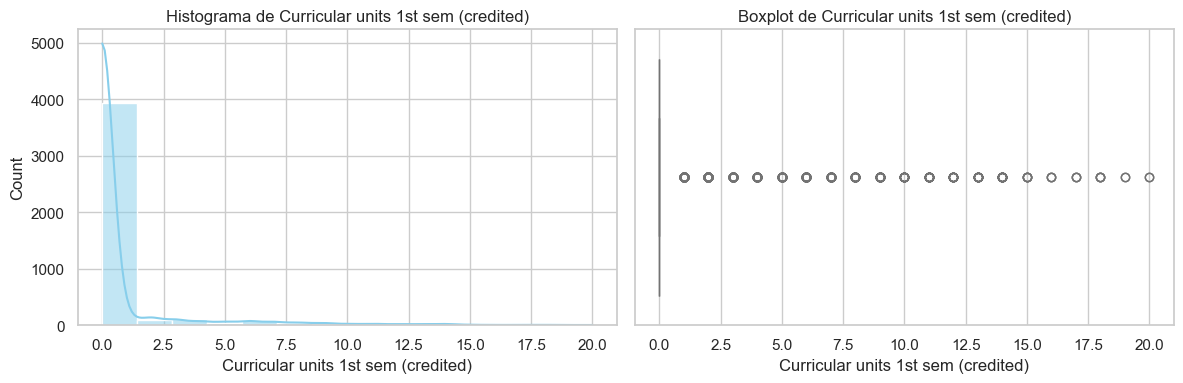 Histograma de Curricular units 1st sem (credited)
5000
4000
3000
2000
1000
0
Count
0.0 2.5 5.0 7.5 10.0 12.5 15.0 17.5 20.0
Curricular units 1st sem (credited)
Boxplot de Curricular units 1st sem (credited)
0.0 2.5 5.0 7.5 10.0 12.5 15.0 17.5 20.0
Curricular units 1st sem (credited)